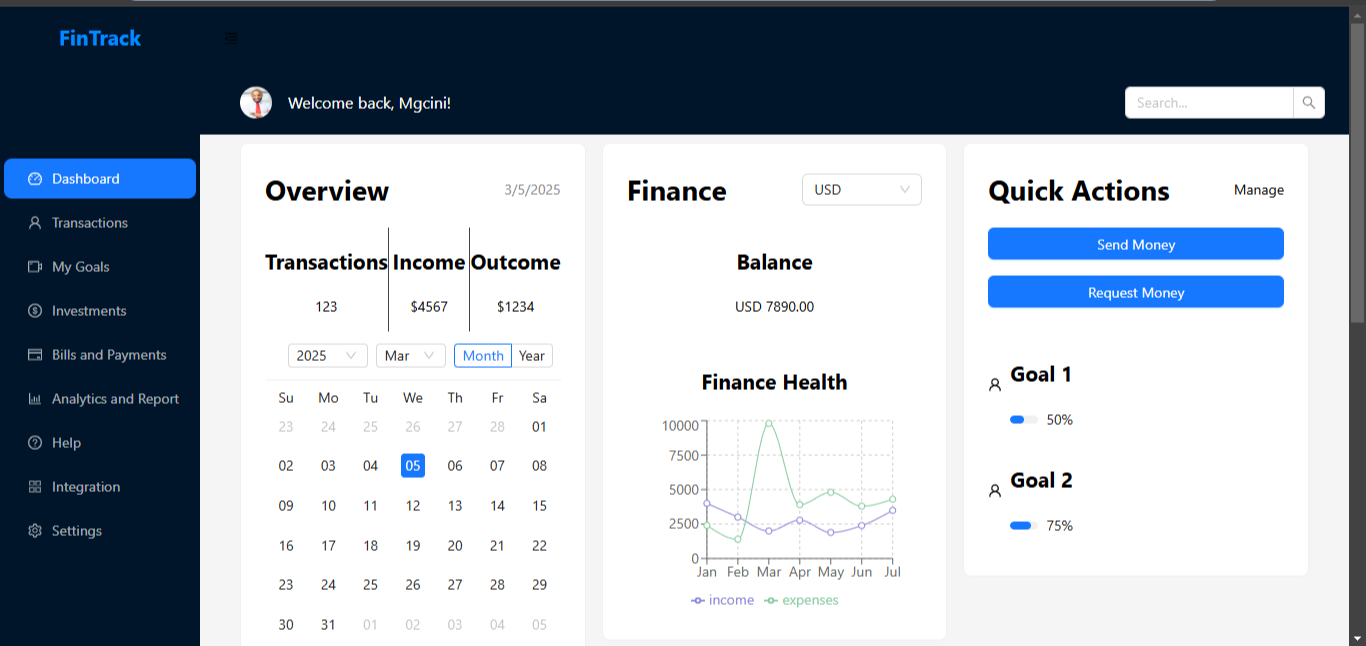 FinTrack
Welcome back, Mgcini!
Search...
Dashboard
Transactions
My Goals
Investments
Bills and Payments
Analytics and Report
Help
Integration
Settings
Overview 3/5/2025
Transactions Income Outcome
123 $4567 $1234
2025 Mar Month Year
Su Mo Tu We Th Fr Sa
23 24 25 26 27 28 01
02 03 04 05 06 07 08
09 10 11 12 13 14 15
16 17 18 19 20 21 22
23 24 25 26 27 28 29
30 31 01 02 03 04 05
Finance USD
Balance
USD 7890.00
Finance Health
10000
7500
5000
2500
0
Jan Feb Mar Apr May Jun Jul
income expenses
Quick Actions Manage
Send Money
Request Money
Goal 1
50%
Goal 2
75%